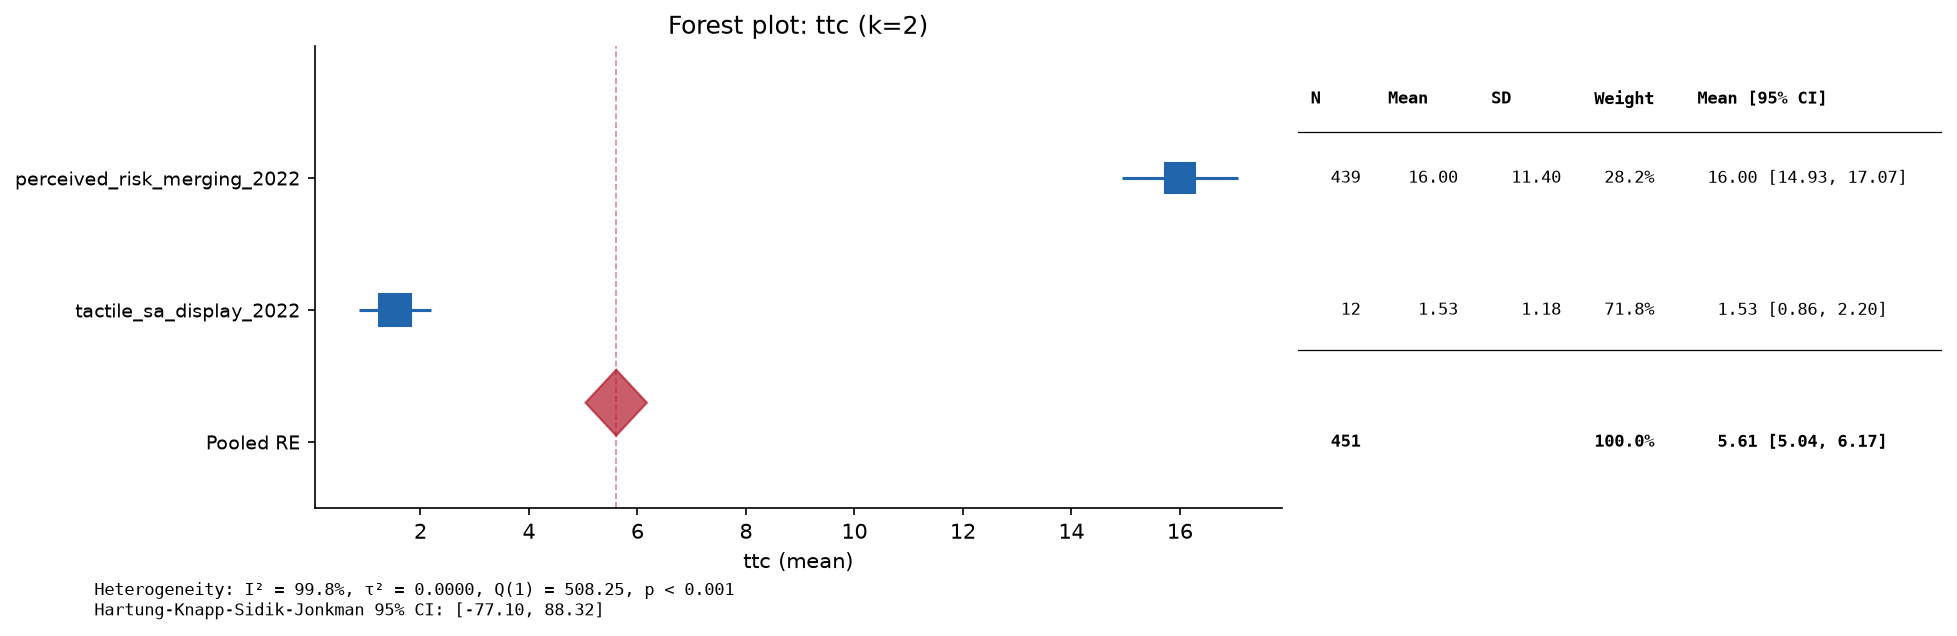 Forest plot: ttc (k=2)
N Mean SD Weight Mean [95% CI]
perceived_risk_merging_2022 439 16.00 11.40 28.2% 16.00 [14.93, 17.07]
tactile_sa_display_2022 12 1.53 1.18 71.8% 1.53 [0.86, 2.20]
Pooled RE 451 100.0% 5.61 [5.04, 6.17]
2 4 6 8 10 12 14 16
ttc (mean)
Heterogeneity: I² = 99.8%, τ² = 0.0000, Q(1) = 508.25, p < 0.001
Hartung-Knapp-Sidik-Jonkman 95% CI: [-77.10, 88.32]